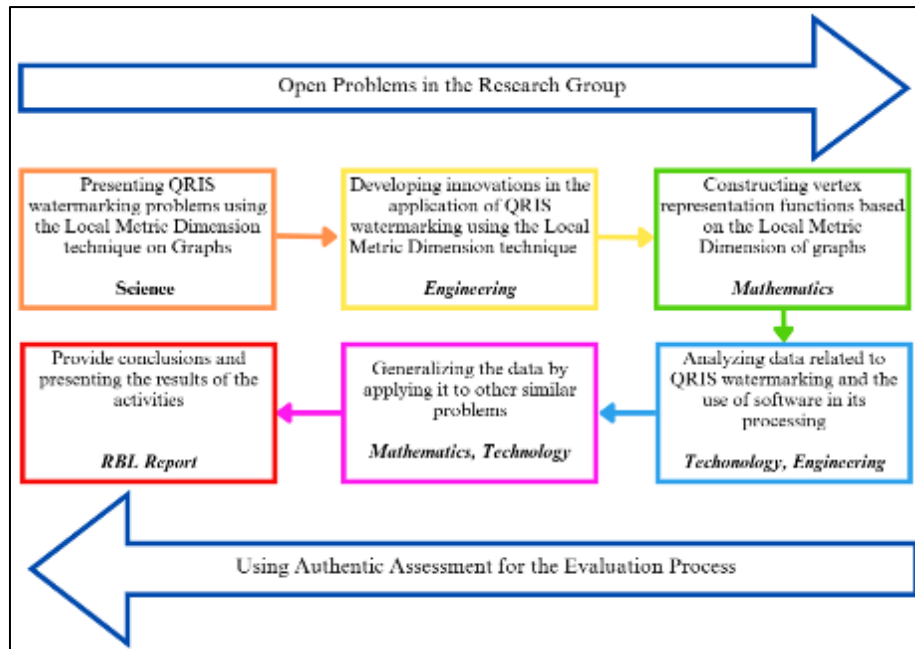 Open Problems in the Research Group
Presenting QRIS
watermarking problems using
the Local Metric Dimension
technique on Graphs
Science
Developing innovations in the
application of QRIS
watermarking using the Local
Metric Dimension technique
Engineering
Constructing vertex
representation functions based
on the Local Metric
Dimension of graphs
Mathematics
Provide conclusions and
presenting the results of the
activities
RBL Report
Generalizing the data by
applying it to other similar
problems
Mathematics, Technology
Analyzing data related to
QRIS watermarking and the
use of software in its
processing
Techonology, Engineering
Using Authentic Assessment for the Evaluation Process